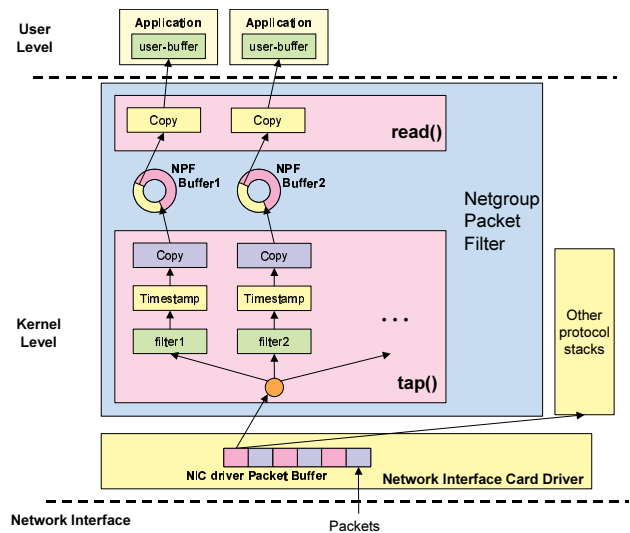 User
Level
Application
user-buffer
Application
user-buffer
Copy
Copy
read()
NPF
Buffer1
NPF
Buffer2
Netgroup
Packet
Filter
Copy
Copy
Timestamp
Timestamp
filter1
filter2
...
tap()
Kernel
Level
Other
protocol
stacks
NIC driver Packet Buffer
Network Interface Card Driver
Network Interface
Packets